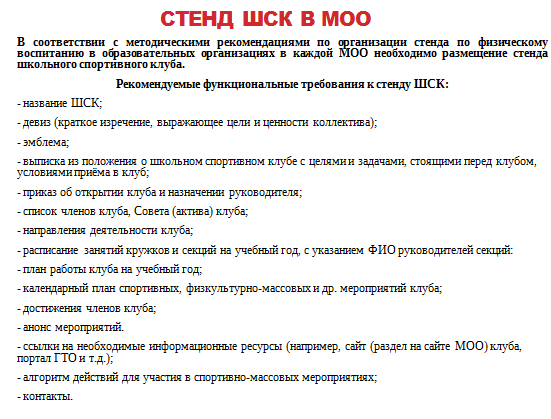 СТЕНД ШСК В МОО
В соответствии с методическими рекомендациями по организации стенда по физическому
воспитанию в образовательных организациях в каждой МОО необходимо размещение стенда
школьного спортивного клуба.
Рекомендуемые функциональные требования к стенду ШСК:
- название ШСК;
- девиз (краткое изречение, выражающее цели и ценности коллектива);
- эмблема;
- выписка из положения о школьном спортивном клубе с целями и задачами, стоящими перед клубом,
условиями приёма в клуб;
- приказ об открытии клуба и назначении руководителя;
- список членов клуба, Совета (актива) клуба;
- направления деятельности клуба;
- расписание занятий кружков и секций на учебный год, с указанием ФИО руководителей секций:
- план работы клуба на учебный год;
- календарный план спортивных, физкультурно-массовых и др. мероприятий клуба;
- достижения членов клуба;
- анонс мероприятий.
- ссылки на необходимые информационные ресурсы (например, сайт (раздел на сайте МОО) клуба,
портал ГТО и т.д.);
- алгоритм действий для участия в спортивно-массовых мероприятиях;
- контакты.